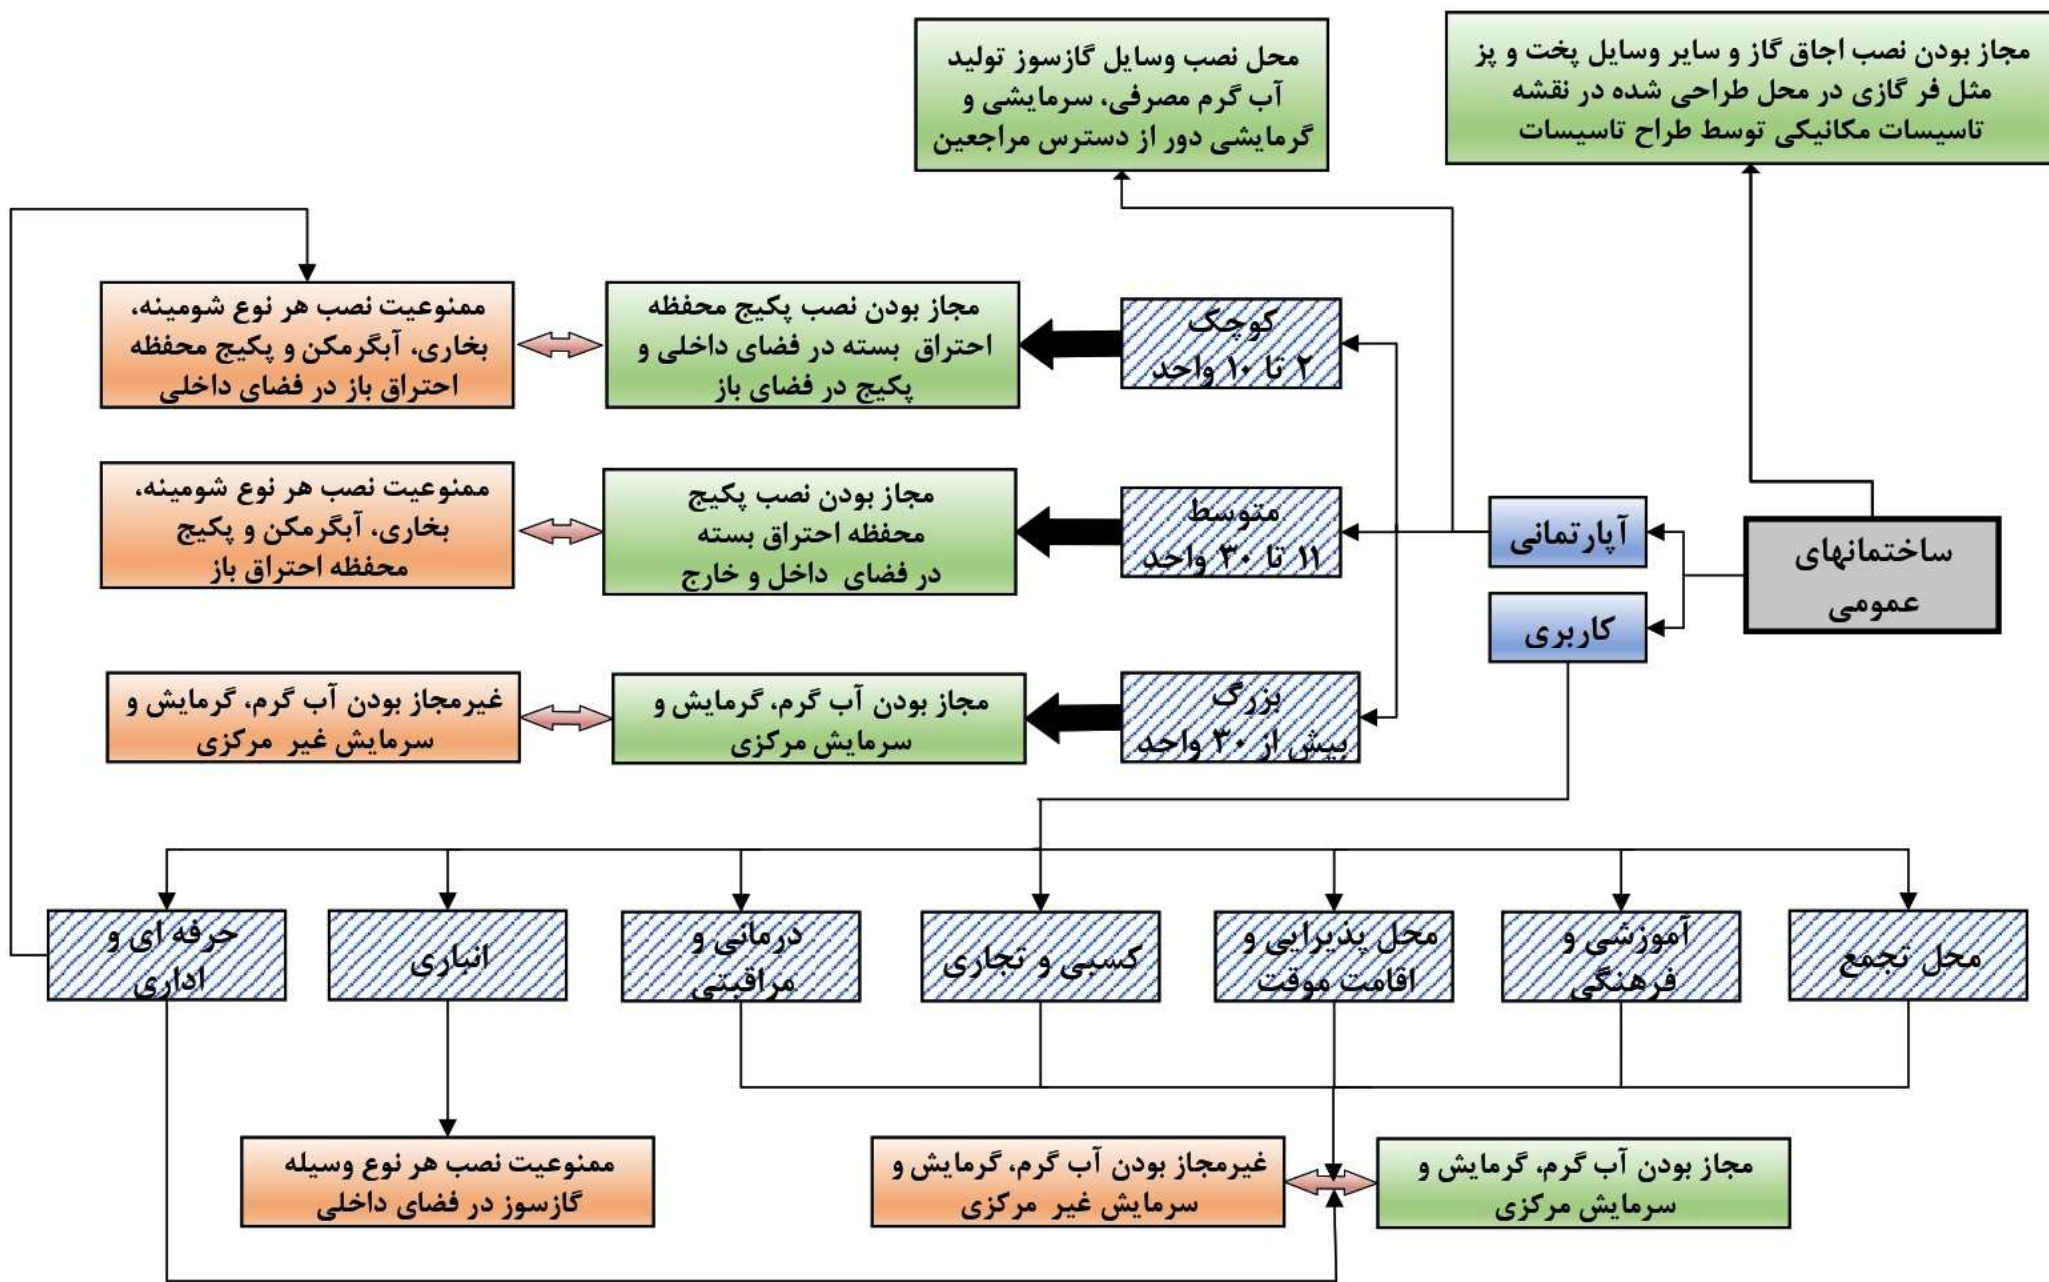 مجاز بودن نصب اجاق گاز و سایر وسایل پخت و پز
مثل فر گازی در محل طراحی شده در نقشه
تاسیسات مکانیکی توسط طراح تاسیسات
محل نصب وسایل گازسوز تولید
آب گرم مصرفی، سرمایشی و
گرمایشی دور از دسترس مراجعین
ساختمانهای
عمومی
آپارتمانی
کاربری
کوچک
۲ تا ۱۰ واحد
مجاز بودن نصب پکیج محفظه
احتراق بسته در فضای داخلی و
پکیج در فضای باز
ممنوعیت نصب هر نوع شومینه،
بخاری، آبگرمکن و پکیج محفظه
احتراق باز در فضای داخلی
متوسط
۱۱ تا ۳۰ واحد
مجاز بودن نصب پکیج
محفظه احتراق بسته
در فضای داخل و خارج
ممنوعیت نصب هر نوع شومینه،
بخاری، آبگرمکن و پکیج
محفظه احتراق باز
بزرگ
بیش از ۳۰ واحد
مجاز بودن آب گرم، گرمایش و
سرمایش مرکزی
غیرمجاز بودن آب گرم، گرمایش و
سرمایش غیر مرکزی
محل تجمع
آموزشی و
فرهنگی
محل پذیرایی و
اقامت موقت
کسبی و تجاری
درمانی و
مراقبتی
انباری
حرفه ای و
اداری
مجاز بودن آب گرم، گرمایش و
سرمایش مرکزی
غیرمجاز بودن آب گرم، گرمایش و
سرمایش غیر مرکزی
ممنوعیت نصب هر نوع وسیله
گازسوز در فضای داخلی